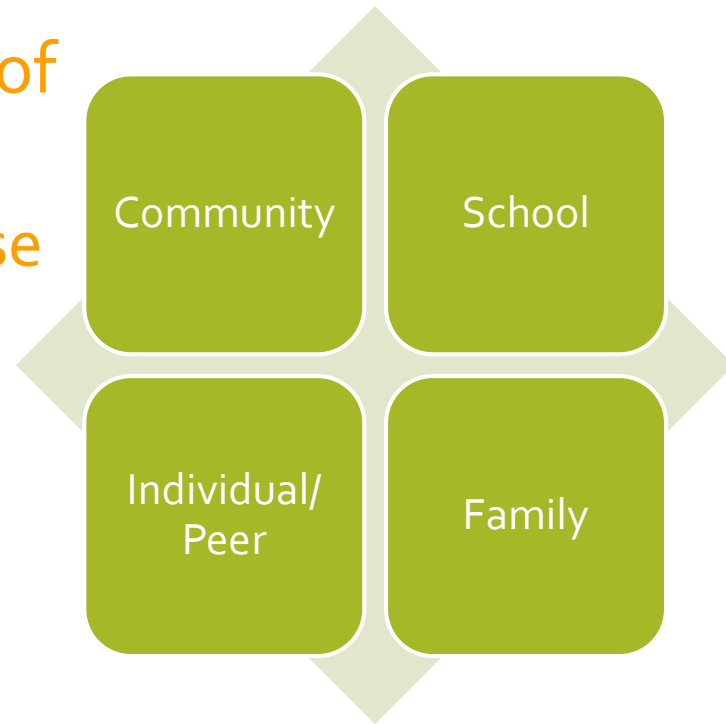 of
se
Community
School
Individual/
Peer
Family